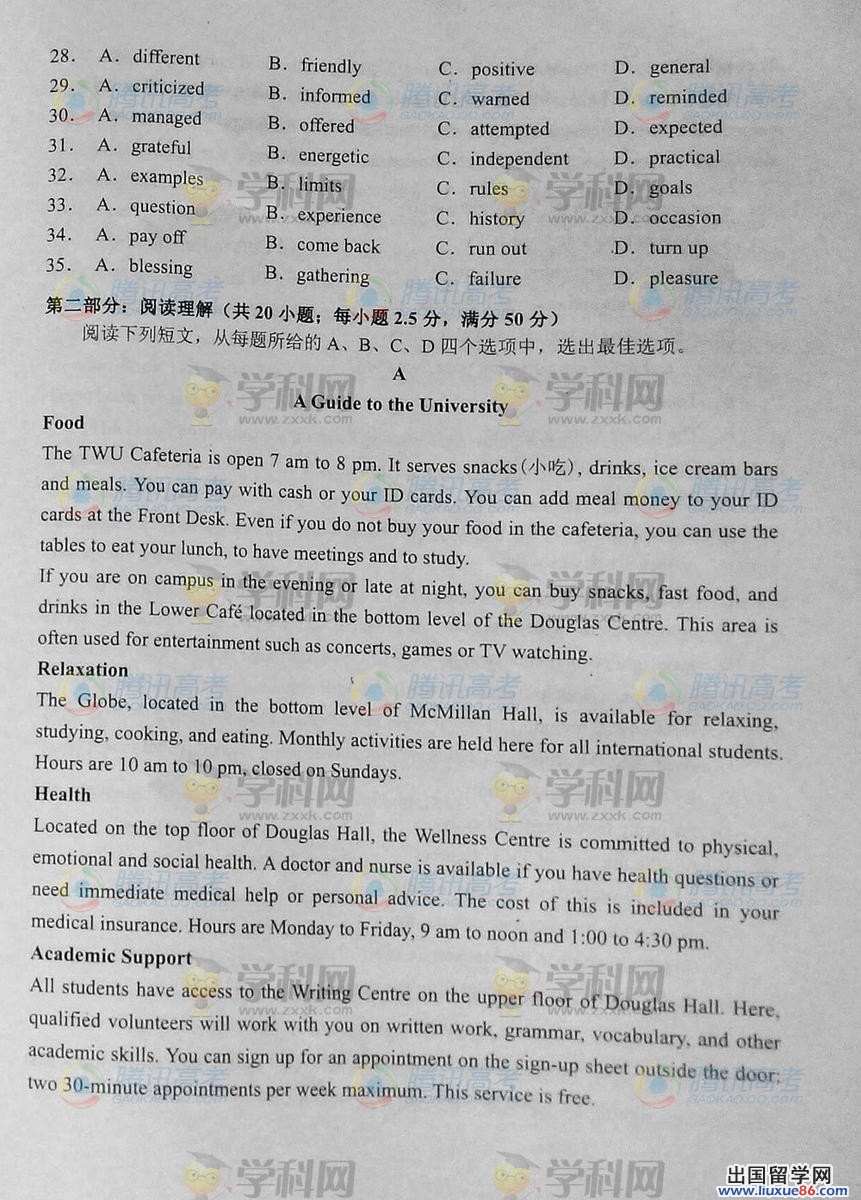 28. A. different B. friendly C. positive D. general
29. A. criticized B. informed C. warned D. reminded
30. A. managed B. offered C. attempted D. expected
31. A. grateful B. energetic C. independent D. practical
32. A. examples B. limits C. rules D. goals
33. A. question B. experience C. history D. occasion
34. A. pay off B. come back C. run out D. turn up
35. A. blessing B. gathering C. failure D. pleasure
第二部分：阅读理解（共 20 小题；每小题 2.5 分，满分 50 分）
阅读下列短文，从每题所给的 A、B、C、D 四个选项中，选出最佳选项。
A
A Guide to the University
Food
The TWU Cafeteria is open 7 am to 8 pm. It serves snacks(小吃), drinks, ice cream bars
and meals. You can pay with cash or your ID cards. You can add meal money to your ID
cards at the Front Desk. Even if you do not buy your food in the cafeteria, you can use the
tables to eat your lunch, to have meetings and to study.
If you are on campus in the evening or late at night, you can buy snacks, fast food, and
drinks in the Lower Café located in the bottom level of the Douglas Centre. This area is
often used for entertainment such as concerts, games or TV watching.
Relaxation
The Globe, located in the bottom level of McMillan Hall, is available for relaxing,
studying, cooking, and eating. Monthly activities are held here for all international students.
Hours are 10 am to 10 pm, closed on Sundays.
Health
Located on the top floor of Douglas Hall, the Wellness Centre is committed to physical,
emotional and social health. A doctor and nurse is available if you have health questions or
need immediate medical help or personal advice. The cost of this is included in your
medical insurance. Hours are Monday to Friday, 9 am to noon and 1:00 to 4:30 pm.
Academic Support
All students have access to the Writing Centre on the upper floor of Douglas Hall. Here,
qualified volunteers will work with you on written work, grammar, vocabulary, and other
academic skills. You can sign up for an appointment on the sign-up sheet outside the door:
two 30-minute appointments per week maximum. This service is free.
学科网
www.zxxk.com
腾讯高考
GAOKAO.QQ.COM
出国留学网
www.liuxue86.com